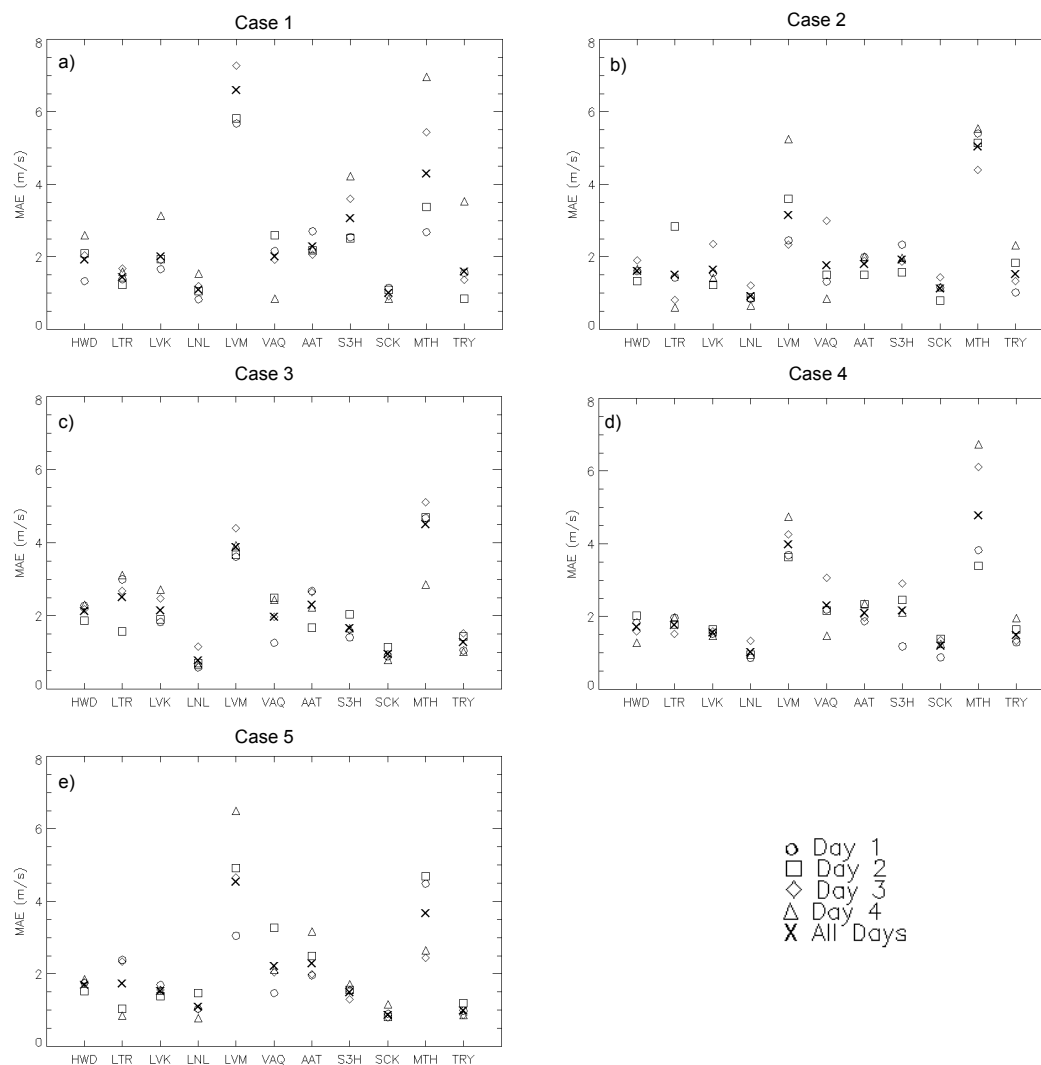 Case 1
a)
MAE (m/s)
8
6
4
2
0
HWD LTR LVK LNL LVM VAQ AAT S3H SCK MTH TRY
Case 2
b)
MAE (m/s)
8
6
4
2
0
HWD LTR LVK LNL LVM VAQ AAT S3H SCK MTH TRY
Case 3
c)
MAE (m/s)
8
6
4
2
0
HWD LTR LVK LNL LVM VAQ AAT S3H SCK MTH TRY
Case 4
d)
MAE (m/s)
8
6
4
2
0
HWD LTR LVK LNL LVM VAQ AAT S3H SCK MTH TRY
Case 5
e)
MAE (m/s)
8
6
4
2
0
HWD LTR LVK LNL LVM VAQ AAT S3H SCK MTH TRY
Day 1
Day 2
Day 3
Day 4
All Days